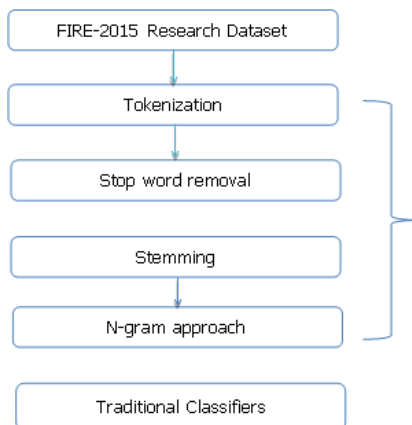 FIRE-2015 Research Dataset
Tokenization
Stop word removal
Stemming
N-gram approach
Traditional Classifiers